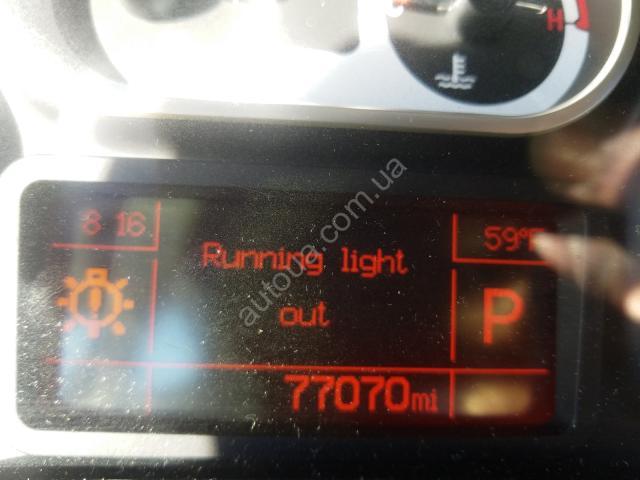 H
8 16
59°F
Running light
out
P
77070mi
autoua.com.ua